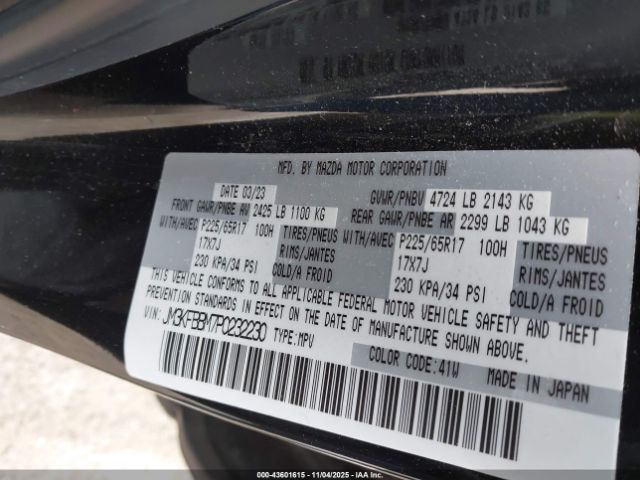 MFD. BY MAZDA MOTOR CORPORATION
DATE 03/23 GVWR/PNBV 4724 LB 2143 KG
FRONT GAWR/PNBE AV 2425 LB 1100 KG REAR GAWR/PNBE AR 2299 LB 1043 KG
WITH/AVEC P225/65R17 100H TIRES/PNEUS WITH/AVEC P225/65R17 100H TIRES/PNEUS
17X7J RIMS/JANTES 17X7J RIMS/JANTES
230 KPA/34 PSI COLD/A FROID 230 KPA/34 PSI COLD/A FROID
THIS VEHICLE CONFORMS TO ALL APPLICABLE FEDERAL MOTOR VEHICLE SAFETY AND THEFT
PREVENTION STANDARDS IN EFFECT ON THE DATE OF MANUFACTURE SHOWN ABOVE.
VIN: JM3KFBBM7P0232230 TYPE:MPV
COLOR CODE:41W MADE IN JAPAN
000-43601615 - 11/04/2025 - IAAI.COM